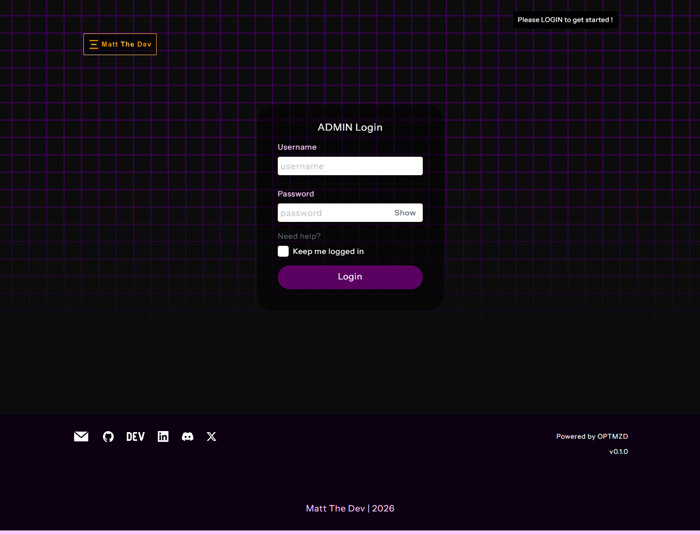 Please LOGIN to get started !
Matt The Dev
ADMIN Login
Username
username
Password
password
Show
Need help?
Keep me logged in
Login
DEV
in
X
Powered by OPTMZD
v0.1.0
Matt The Dev | 2026